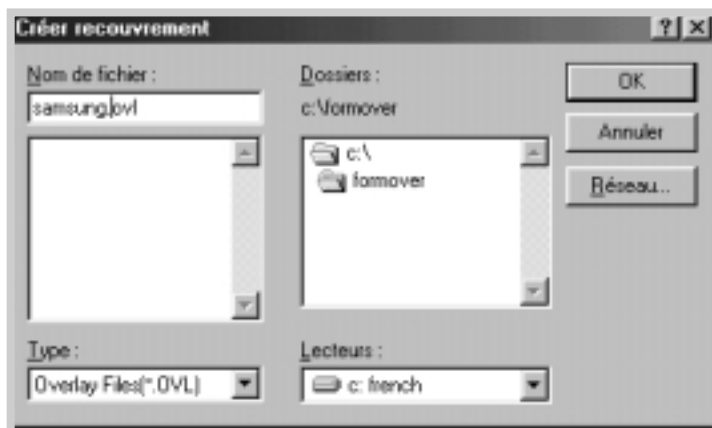 Créer recouvrement
Nom de fichier :
samsung.ovl
Dossiers :
c:\formover
OK
Annuler
Réseau...
c:\
formover
Type :
Overlay Files(*.OVL)
Lecteurs :
c: french